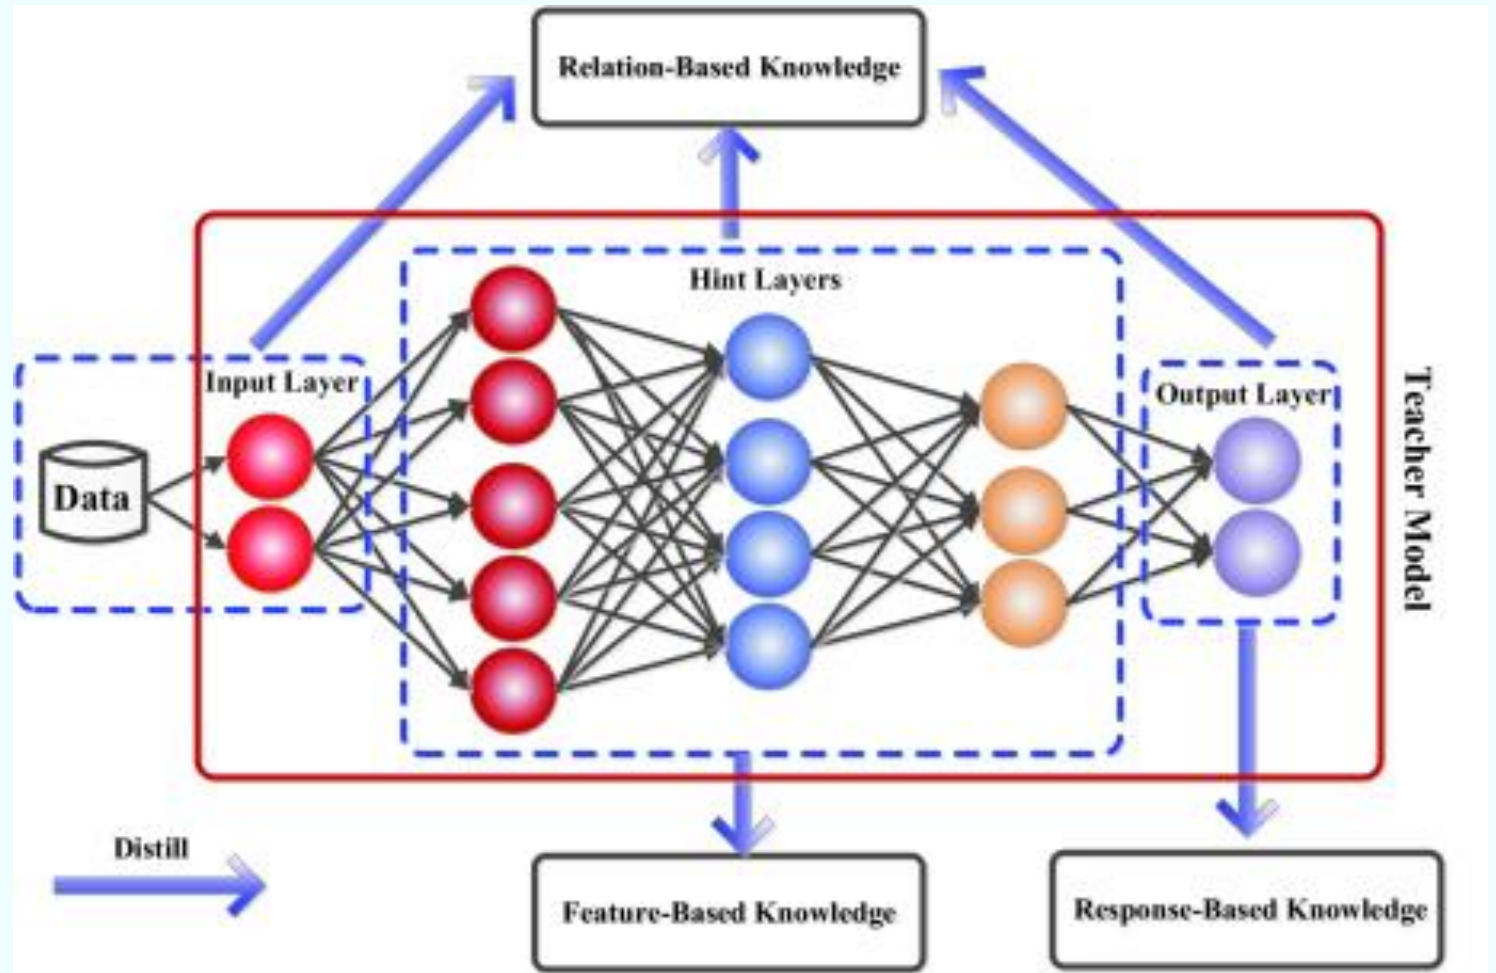 Relation-Based Knowledge
Hint Layers
Input Layer
Output Layer
Data
Teacher Model
Distill
Feature-Based Knowledge
Response-Based Knowledge